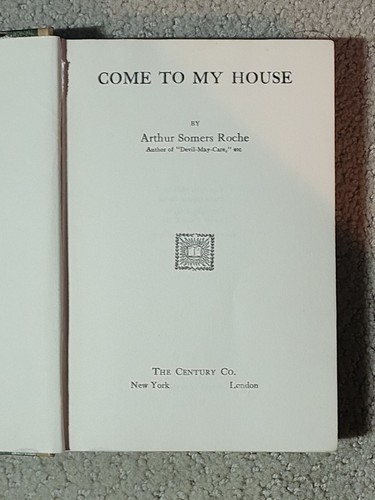 COME TO MY HOUSE
BY
Arthur Somers Roche
Author of "Devil-May-Care," etc
The Century Co.
New York London